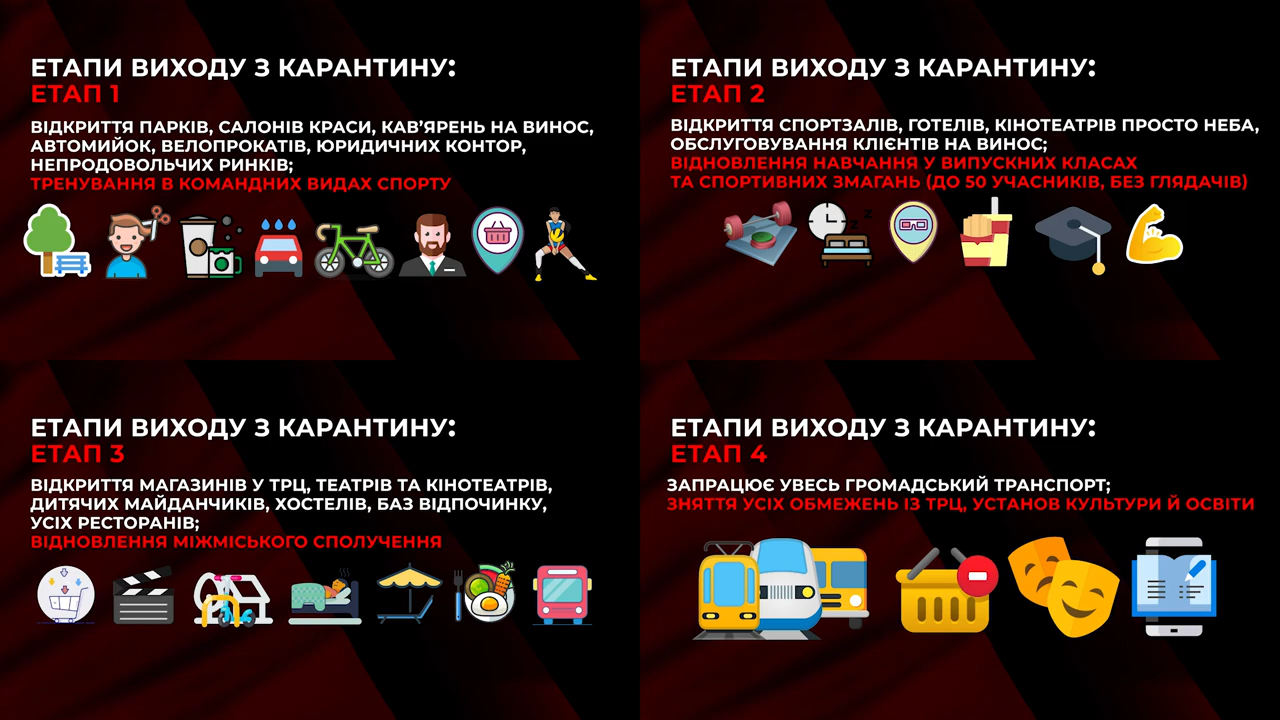 ЕТАПИ ВИХОДУ З КАРАНТИНУ:
ЕТАП 1
ВІДКРИТТЯ ПАРКІВ, САЛОНІВ КРАСИ, КАВ'ЯРЕНЬ НА ВИНОС,
АВТОМИЙОК, ВЕЛОПРОКАТІВ, ЮРИДИЧНИХ КОНТОР,
НЕПРОДОВОЛЬЧИХ РИНКІВ;
ТРЕНУВАННЯ В КОМАНДНИХ ВИДАХ СПОРТУ
ЕТАПИ ВИХОДУ З КАРАНТИНУ:
ЕТАП 2
ВІДКРИТТЯ СПОРТЗАЛІВ, ГОТЕЛІВ, КІНОТЕАТРІВ ПРОСТО НЕБА,
ОБСЛУГОВУВАННЯ КЛІЄНТІВ НА ВИНОС;
ВІДНОВЛЕННЯ НАВЧАННЯ У ВИПУСКНИХ КЛАСАХ
ТА СПОРТИВНИХ ЗМАГАНЬ (ДО 50 УЧАСНИКІВ, БЕЗ ГЛЯДАЧІВ)
ЕТАПИ ВИХОДУ З КАРАНТИНУ:
ЕТАП 3
ВІДКРИТТЯ МАГАЗИНІВ У ТРЦ, ТЕАТРІВ ТА КІНОТЕАТРІВ,
ДИТЯЧИХ МАЙДАНЧИКІВ, ХОСТЕЛІВ, БАЗ ВІДПОЧИНКУ,
УСІХ РЕСТОРАНІВ;
ВІДНОВЛЕННЯ МІЖМІСЬКОГО СПОЛУЧЕННЯ
ЕТАПИ ВИХОДУ З КАРАНТИНУ:
ЕТАП 4
ЗАПРАЦЮЄ УВЕСЬ ГРОМАДСЬКИЙ ТРАНСПОРТ;
ЗНЯТТЯ УСІХ ОБМЕЖЕНЬ ІЗ ТРЦ, УСТАНОВ КУЛЬТУРИ Й ОСВІТИ